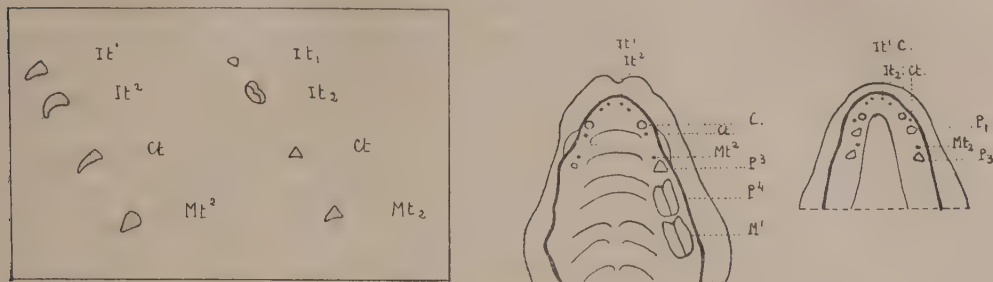 It¹ It₁
It² It₂
Ct Ct
Mt² Mt₂
It¹
It²
C.
Ct
Mt²
P³
P⁴
M¹
It¹ C.
It₂ Ct.
P₁
Mt₂
P₃